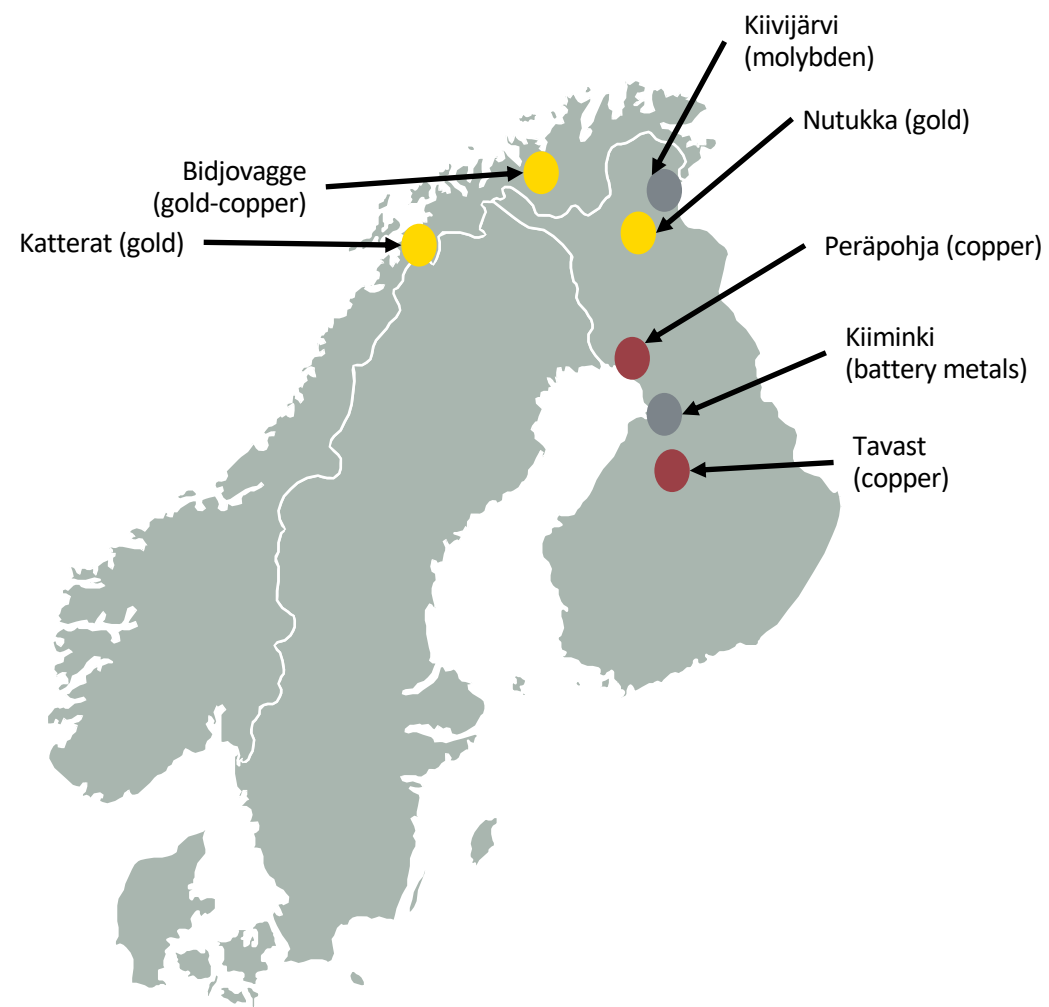 Kiivijärvi
(molybden)
Nutukka (gold)
Bidjovagge
(gold-copper)
Katterat (gold)
Peräpohja (copper)
Kiiminki
(battery metals)
Tavast
(copper)